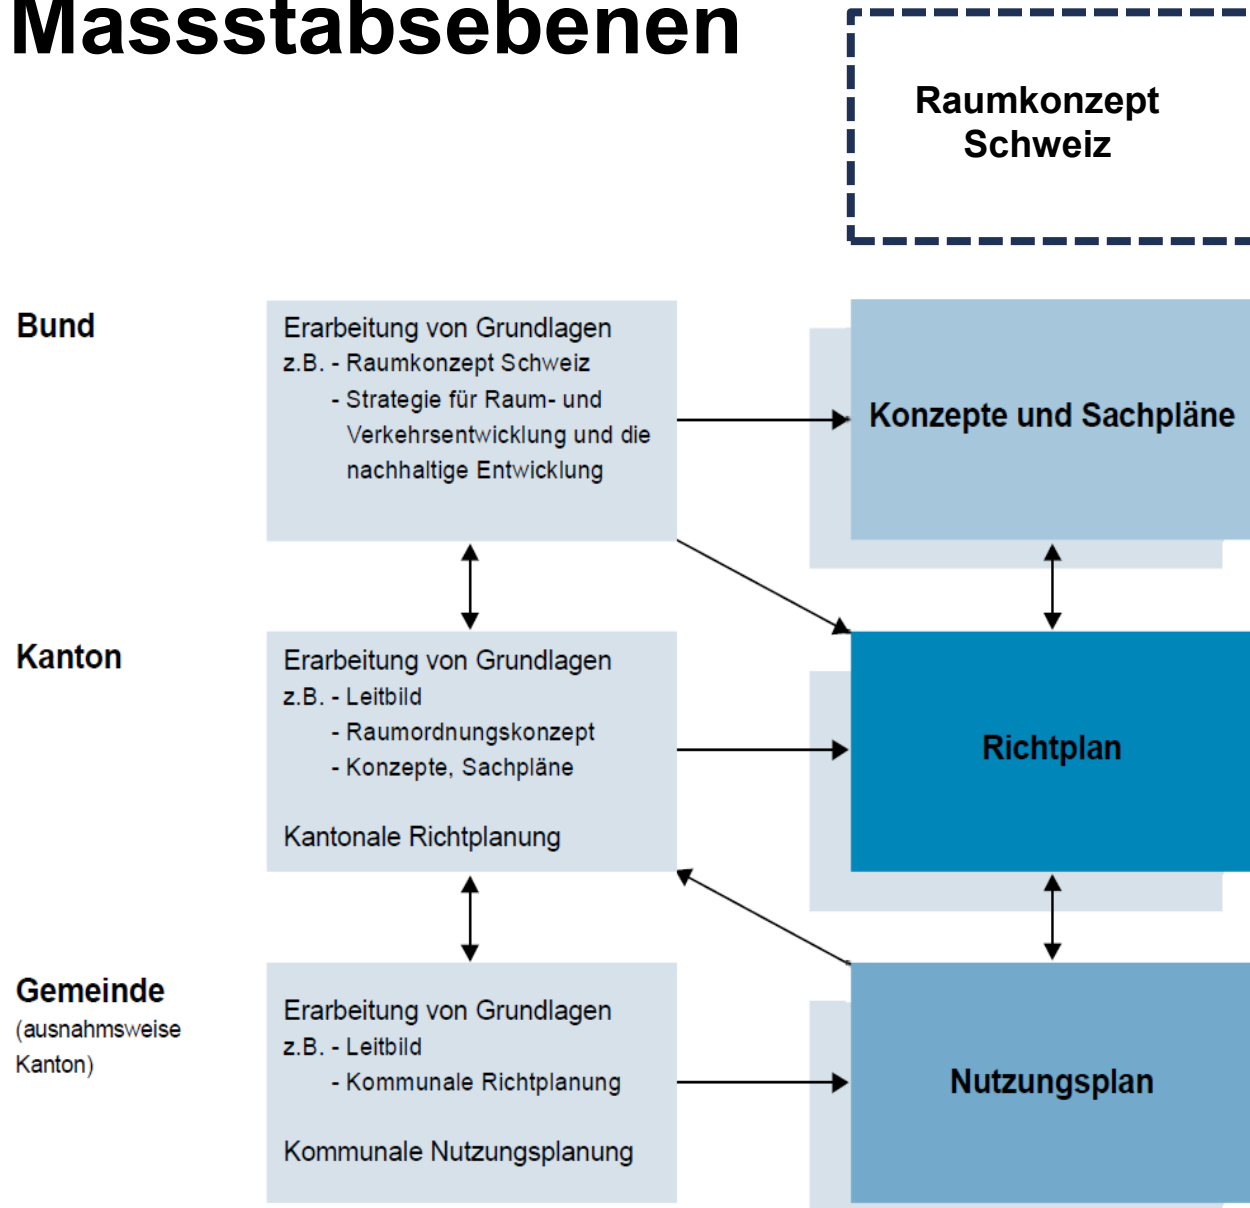 Massstabsebenen
Raumkonzept
Schweiz
Bund
Erarbeitung von Grundlagen
z.B. - Raumkonzept Schweiz
- Strategie für Raum- und
Verkehrsentwicklung und die
nachhaltige Entwicklung
Konzepte und Sachpläne
Kanton
Erarbeitung von Grundlagen
z.B. - Leitbild
- Raumordnungskonzept
- Konzepte, Sachpläne
Kantonale Richtplanung
Richtplan
Gemeinde
(ausnahmsweise
Kanton)
Erarbeitung von Grundlagen
z.B. - Leitbild
- Kommunale Richtplanung
Kommunale Nutzungsplanung
Nutzungsplan